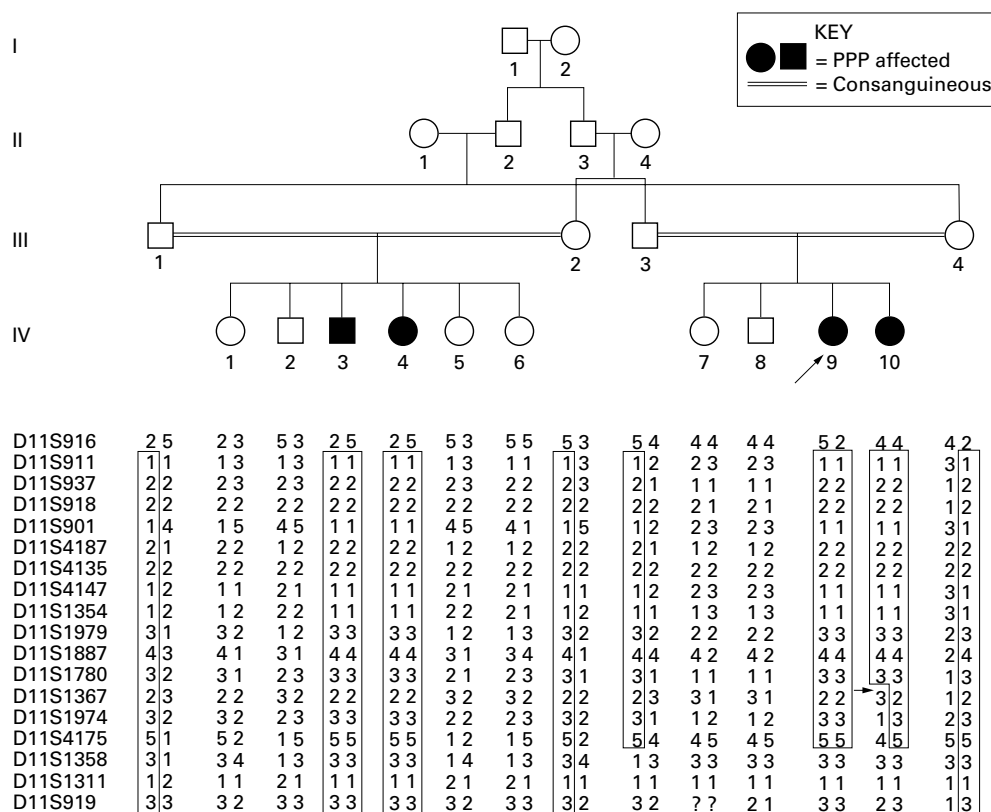 KEY
= PPP affected
= Consanguineous
I
1 2
II
1 2 3 4
III
1 2 3 4
IV
1 2 3 4 5 6 7 8 9 10
D11S916 2 5 2 3 5 3 2 5 2 5 5 3 5 5 5 3 5 4 4 4 4 4 5 2 4 4 4 2
D11S911 1 1 1 3 1 3 1 1 1 1 1 3 1 1 1 3 1 2 2 3 2 3 1 1 1 1 3 1
D11S937 2 2 2 3 2 3 2 2 2 2 2 3 2 2 2 3 2 1 1 1 1 1 2 2 2 2 1 2
D11S918 2 2 2 2 2 2 2 2 2 2 2 2 2 2 2 2 2 2 2 1 2 1 2 2 2 2 1 2
D11S901 1 4 1 5 4 5 1 1 1 1 4 5 4 1 1 5 1 2 2 3 2 3 1 1 1 1 3 1
D11S4187 2 1 2 2 1 2 2 2 2 2 1 2 1 2 2 2 2 1 1 2 1 2 2 2 2 2 2 2
D11S4135 2 2 2 2 2 2 2 2 2 2 2 2 2 2 2 2 2 2 2 2 2 2 2 2 2 2 2 2
D11S4147 1 2 1 1 2 1 1 1 1 1 2 1 2 1 1 1 1 2 2 3 2 3 1 1 1 1 3 1
D11S1354 1 2 1 2 2 2 1 1 1 1 2 2 2 1 1 2 1 1 1 3 1 3 1 1 1 1 3 1
D11S1979 3 1 3 2 1 2 3 3 3 3 1 2 1 3 3 2 3 2 2 2 2 2 3 3 3 3 2 3
D11S1887 4 3 4 1 3 1 4 4 4 4 3 1 3 4 4 1 4 4 4 2 4 2 4 4 4 4 2 4
D11S1780 3 2 3 1 2 3 3 3 3 3 2 1 2 3 3 1 3 1 1 1 1 1 3 3 3 3 1 3
D11S1367 2 3 2 2 3 2 2 2 2 2 3 2 3 2 2 2 2 3 3 1 3 1 2 2 3 2 1 2
D11S1974 3 2 3 2 2 3 3 3 3 3 2 2 2 3 3 2 3 1 1 2 1 2 3 3 1 3 2 3
D11S4175 5 1 5 2 1 5 5 5 5 5 1 2 1 5 5 2 5 4 4 5 4 5 5 5 4 5 5 5
D11S1358 3 1 3 4 1 3 3 3 3 3 1 4 1 3 3 4 1 3 3 3 3 3 3 3 3 3 3 3
D11S1311 1 2 1 1 2 1 1 1 1 1 2 1 2 1 1 1 1 1 1 1 1 1 1 1 1 1 1 1
D11S919 3 3 3 2 3 3 3 3 3 3 3 2 3 3 3 2 3 2 ? ? 2 1 3 3 2 3 1 3